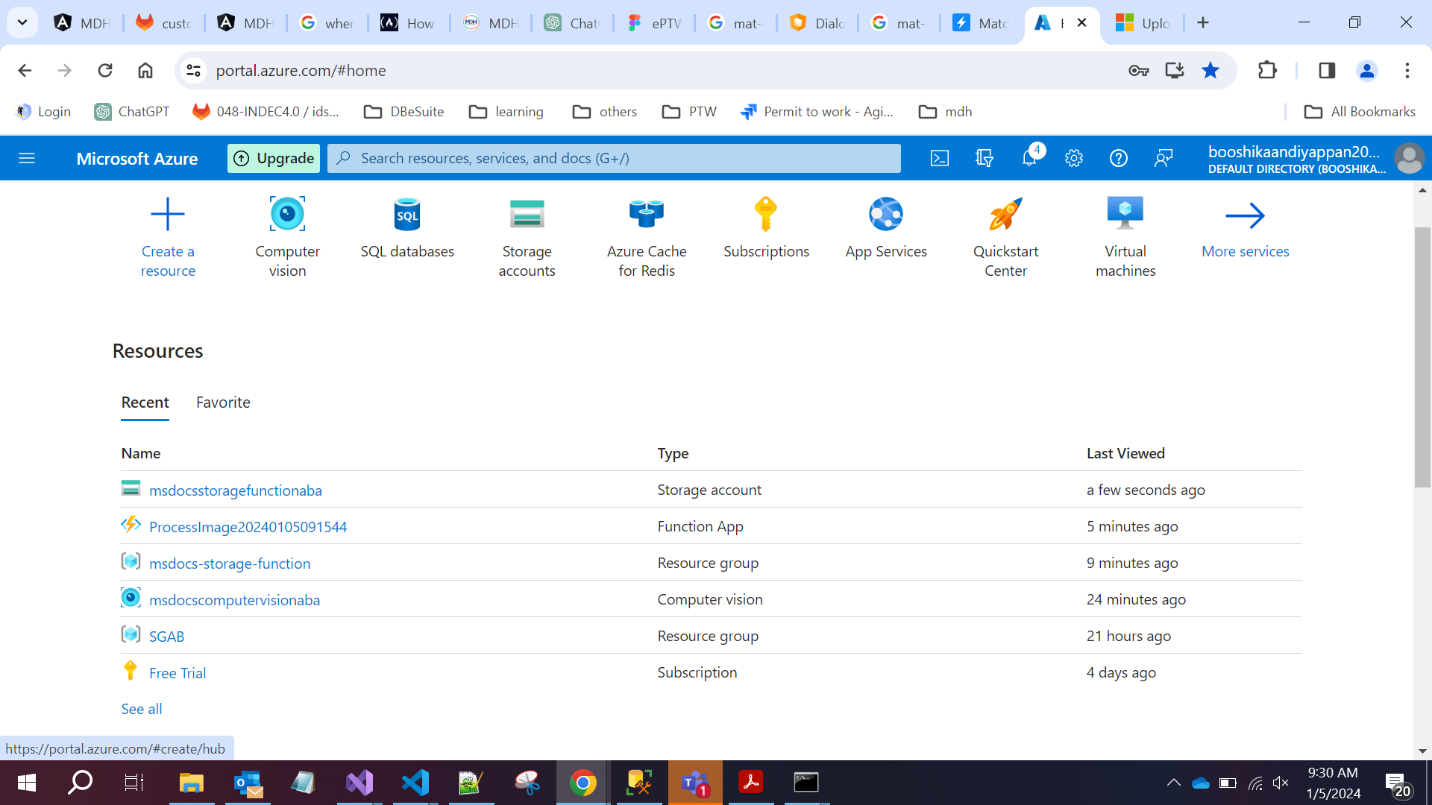 MDH
custo
MDH
wher
How
MDH
Chat
ePTW
mat-
Dialo
mat-
Matc
Uplo
portal.azure.com/#home
Login
ChatGPT
048-INDEC4.0 / ids...
DBeSuite
learning
others
PTW
Permit to work - Agi...
mdh
All Bookmarks
Microsoft Azure
Upgrade
Search resources, services, and docs (G+/)
4
booshikaandiyappan20...
DEFAULT DIRECTORY (BOOSHIKA...
Create a
resource
Computer
vision
SQL
SQL databases
Storage
accounts
Azure Cache
for Redis
Subscriptions
App Services
Quickstart
Center
Virtual
machines
More services
Resources
Recent
Favorite
Name Type Last Viewed
msdocsstoragefunctionaba Storage account a few seconds ago
ProcessImage20240105091544 Function App 5 minutes ago
msdocs-storage-function Resource group 9 minutes ago
msdocscomputervisionaba Computer vision 24 minutes ago
SGAB Resource group 21 hours ago
Free Trial Subscription 4 days ago
See all
https://portal.azure.com/#create/hub
1
9:30 AM
1/5/2024
20